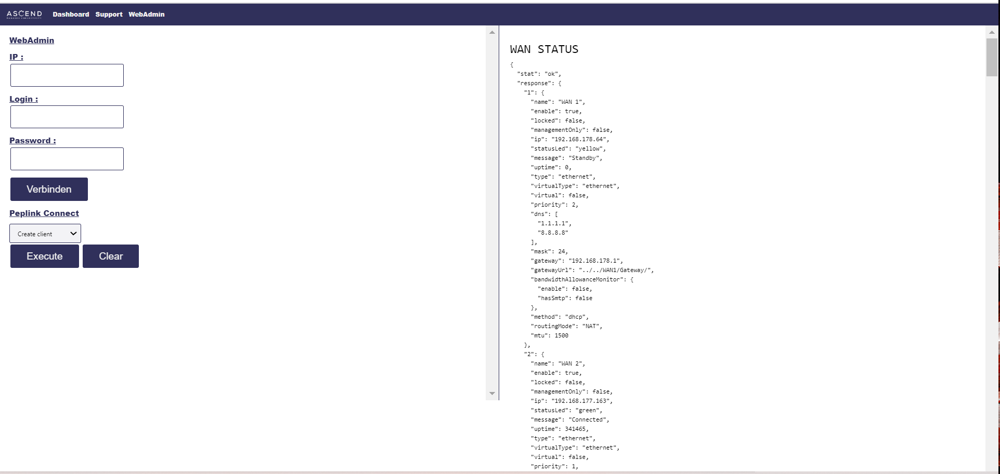 ASCEND
MANAGED CONNECTIVITY
Dashboard Support WebAdmin
WebAdmin
IP :
Login :
Password :
Verbinden
Peplink Connect
Create client
Execute Clear
WAN STATUS
{
"stat": "ok",
"response": {
"1": {
"name": "WAN 1",
"enable": true,
"locked": false,
"managementOnly": false,
"ip": "192.168.178.64",
"statusLed": "yellow",
"message": "Standby",
"uptime": 0,
"type": "ethernet",
"virtualType": "ethernet",
"virtual": false,
"priority": 2,
"dns": [
"1.1.1.1",
"8.8.8.8"
],
"mask": 24,
"gateway": "192.168.178.1",
"gatewayUrl": "../../WAN1/Gateway/",
"bandwidthAllowanceMonitor": {
"enable": false,
"hasSmtp": false
},
"method": "dhcp",
"routingMode": "NAT",
"mtu": 1500
},
"2": {
"name": "WAN 2",
"enable": true,
"locked": false,
"managementOnly": false,
"ip": "192.168.177.163",
"statusLed": "green",
"message": "Connected",
"uptime": 341465,
"type": "ethernet",
"virtualType": "ethernet",
"virtual": false,
"priority": 1,